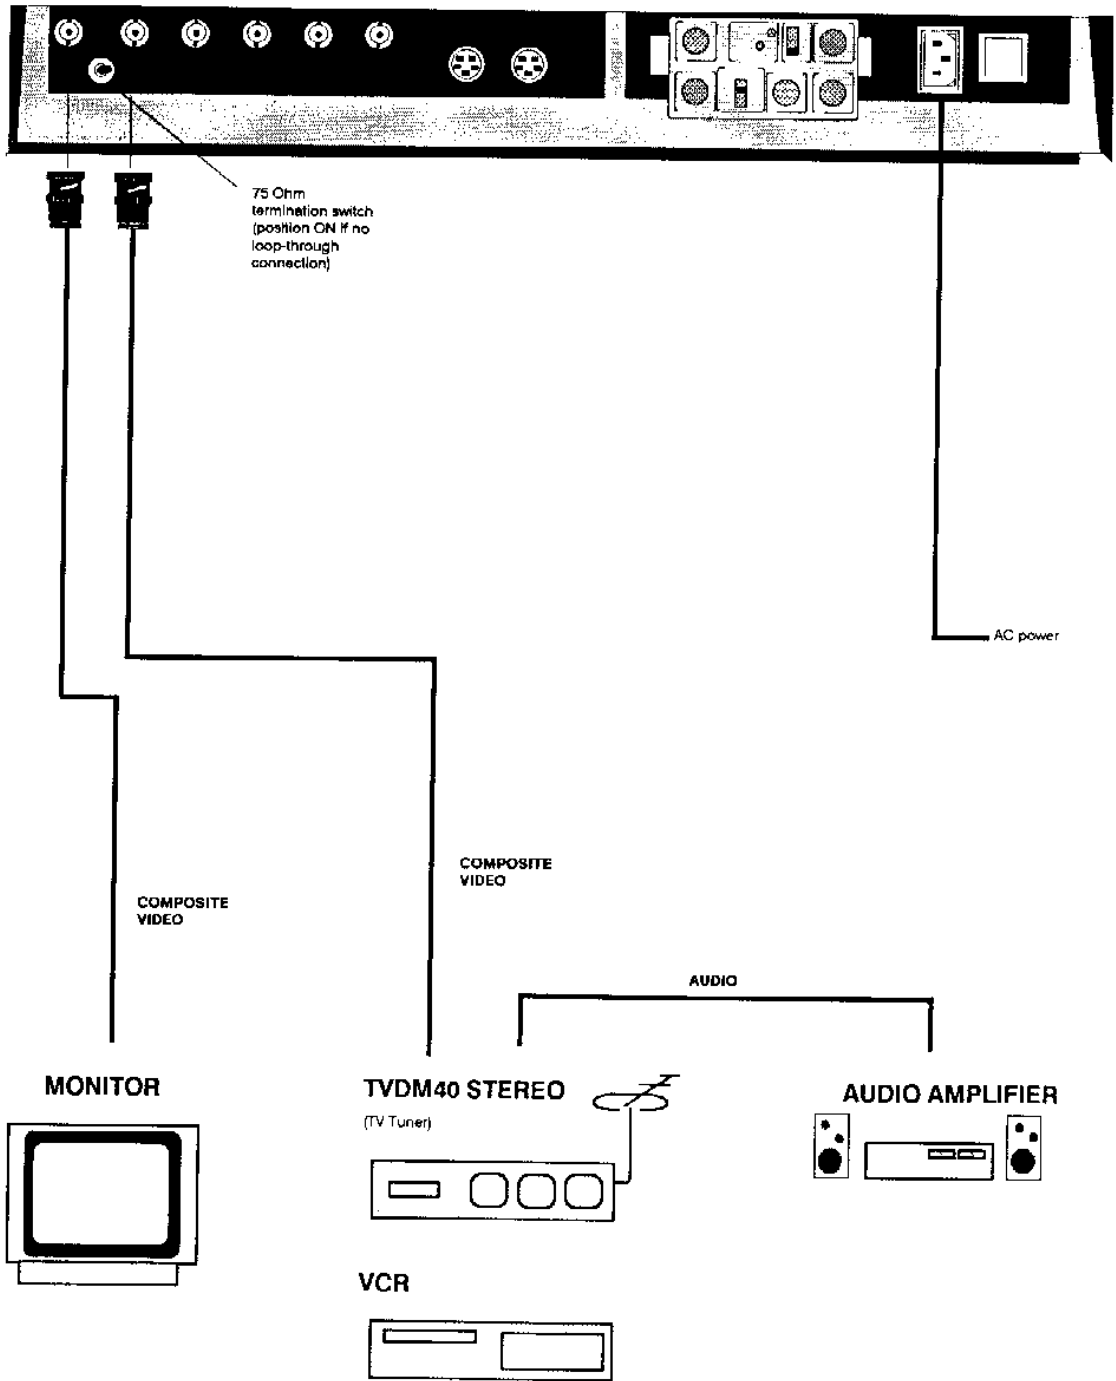 75 Ohm
termination switch
(position ON if no
loop-through
connection)
AC power
COMPOSITE
VIDEO
COMPOSITE
VIDEO
AUDIO
MONITOR
TVDM40 STEREO
(TV Tuner)
AUDIO AMPLIFIER
VCR